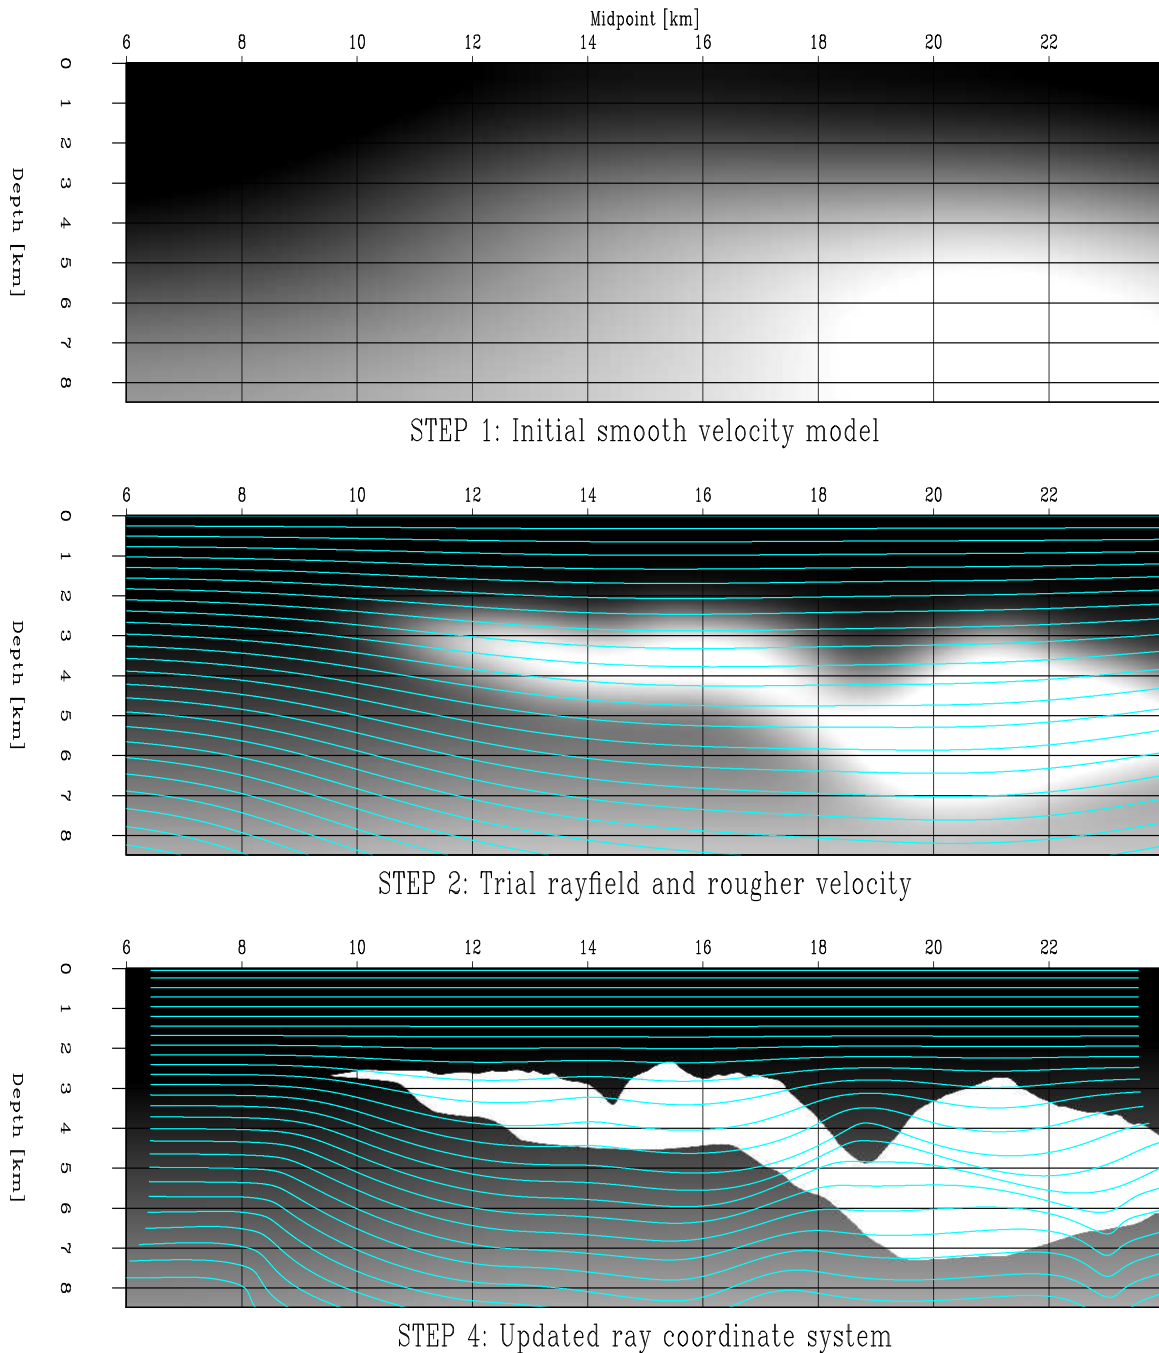 Midpoint [km]
6 8 10 12 14 16 18 20 22
0
1
2
3
4
5
6
7
8
Depth [km]
STEP 1: Initial smooth velocity model
6 8 10 12 14 16 18 20 22
0
1
2
3
4
5
6
7
8
Depth [km]
STEP 2: Trial rayfield and rougher velocity
6 8 10 12 14 16 18 20 22
0
1
2
3
4
5
6
7
8
Depth [km]
STEP 4: Updated ray coordinate system